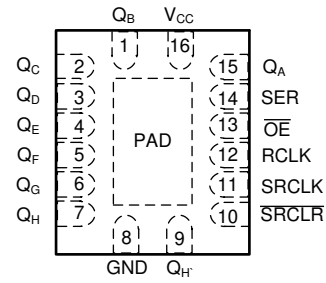 QB VCC
1 16
QC 2 15 QA
QD 3 14 SER
QE 4 13 OE
QF 5 PAD 12 RCLK
QG 6 11 SRCLK
QH 7 10 SRCLR
8 9
GND QH`